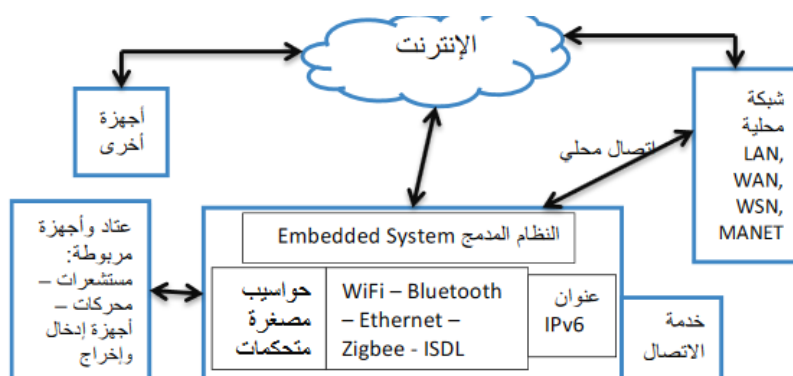 الإنترنت
أجهزة
أخرى
شبكة
محلية
LAN,
WAN,
WSN,
MANET
اتصال محلي
النظام المدمج Embedded System
عتاد وأجهزة
مربوطة:
مستشعرات –
محركات –
أجهزة إدخال
وإخراج
حواسيب
مصغرة
متحكمات
WiFi – Bluetooth
– Ethernet –
Zigbee - ISDL
عنوان
IPv6
خدمة
الاتصال